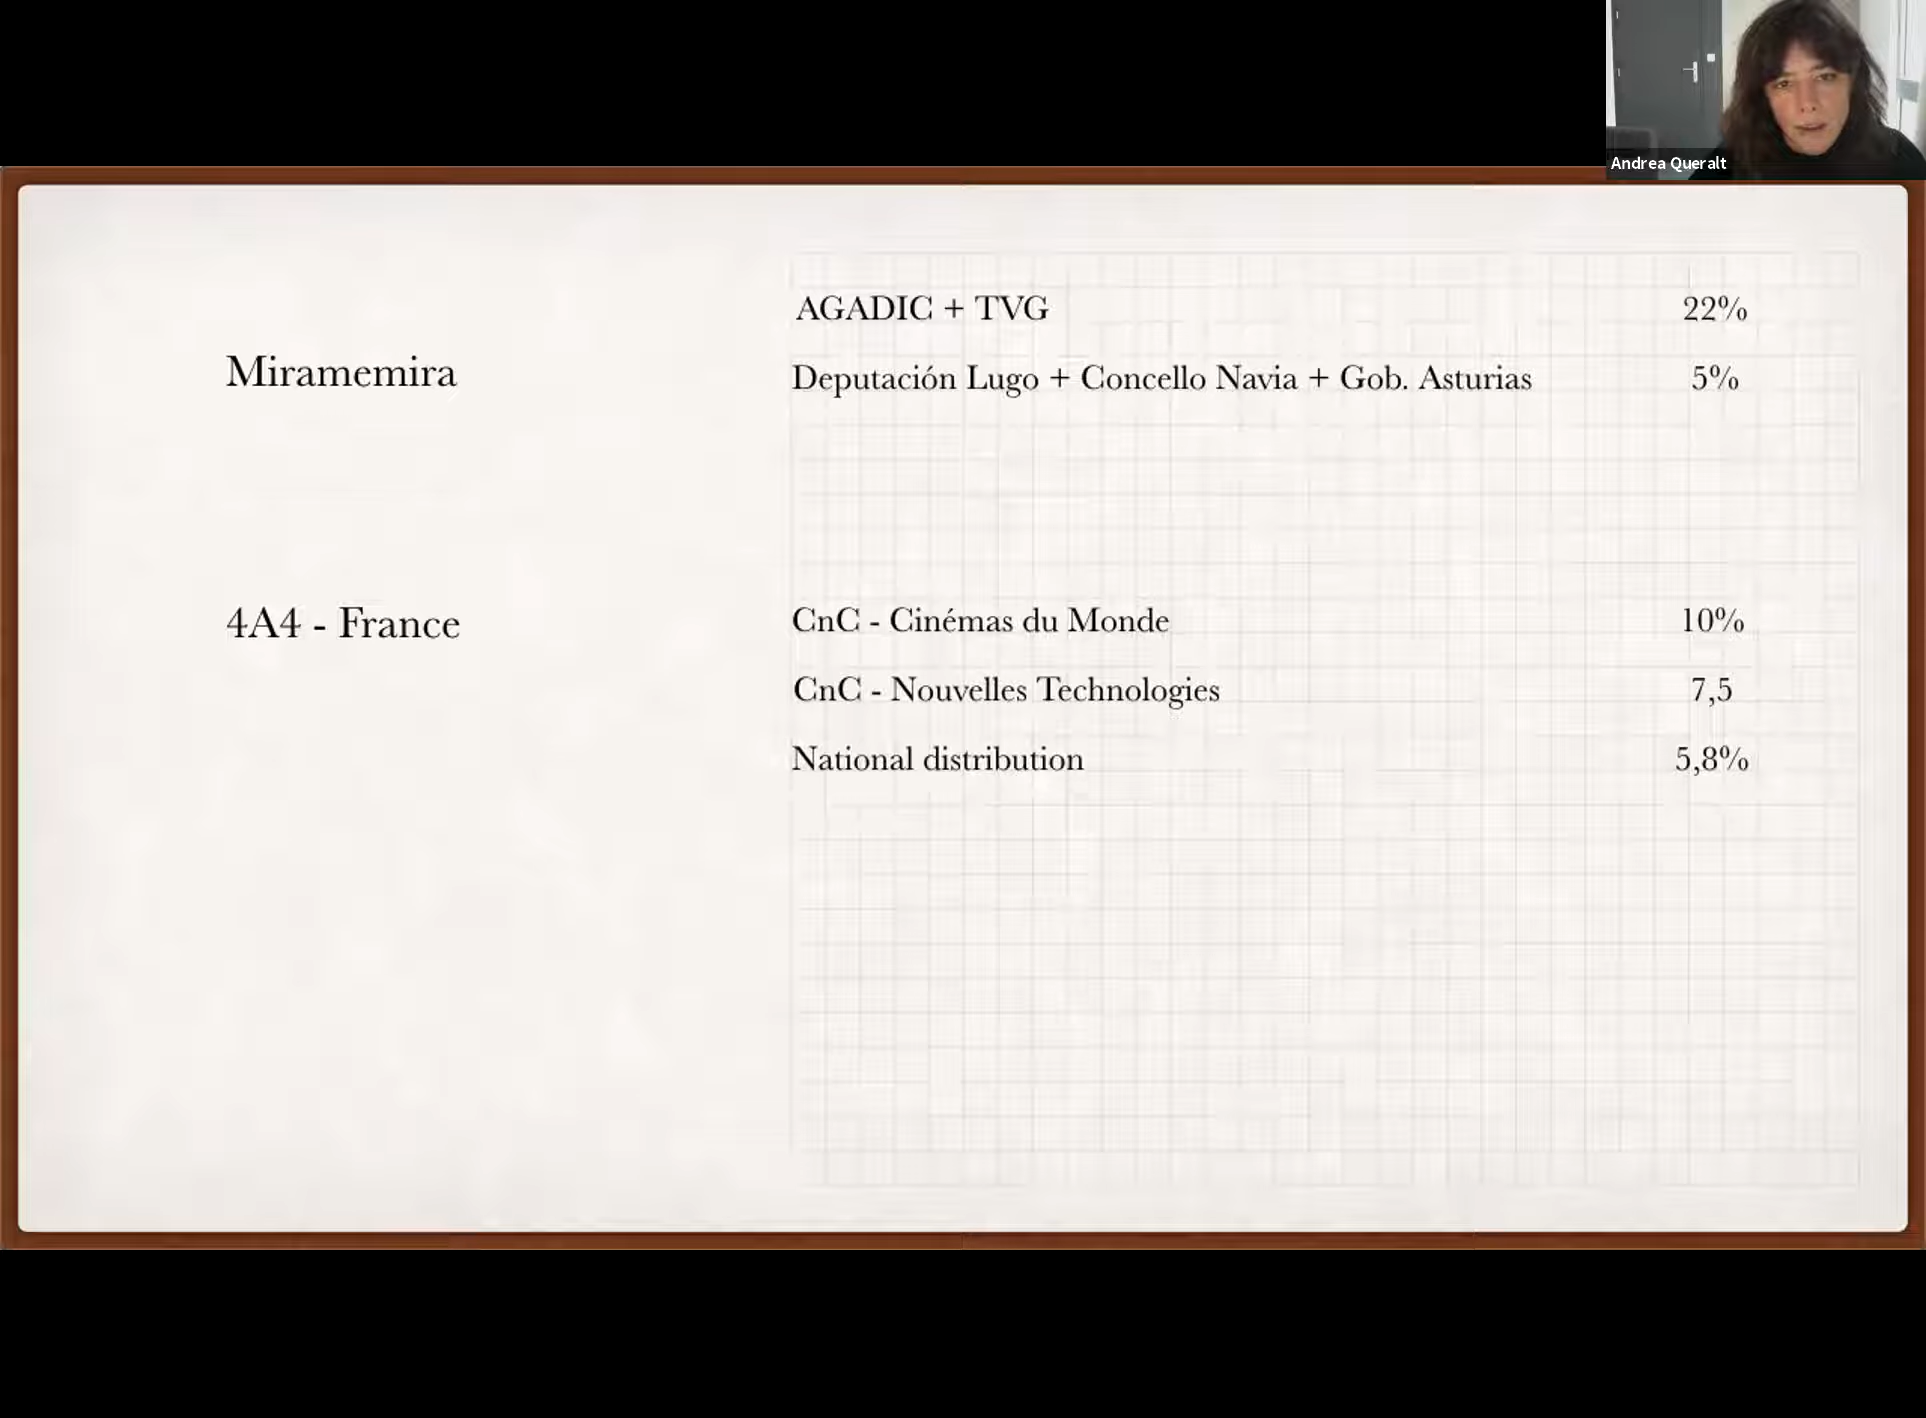 Andrea Queralt
AGADIC + TVG 22%
Miramemira
Deputación Lugo + Concello Navia + Gob. Asturias 5%
4A4 - France
CnC - Cinémas du Monde 10%
CnC - Nouvelles Technologies 7,5
National distribution 5,8%